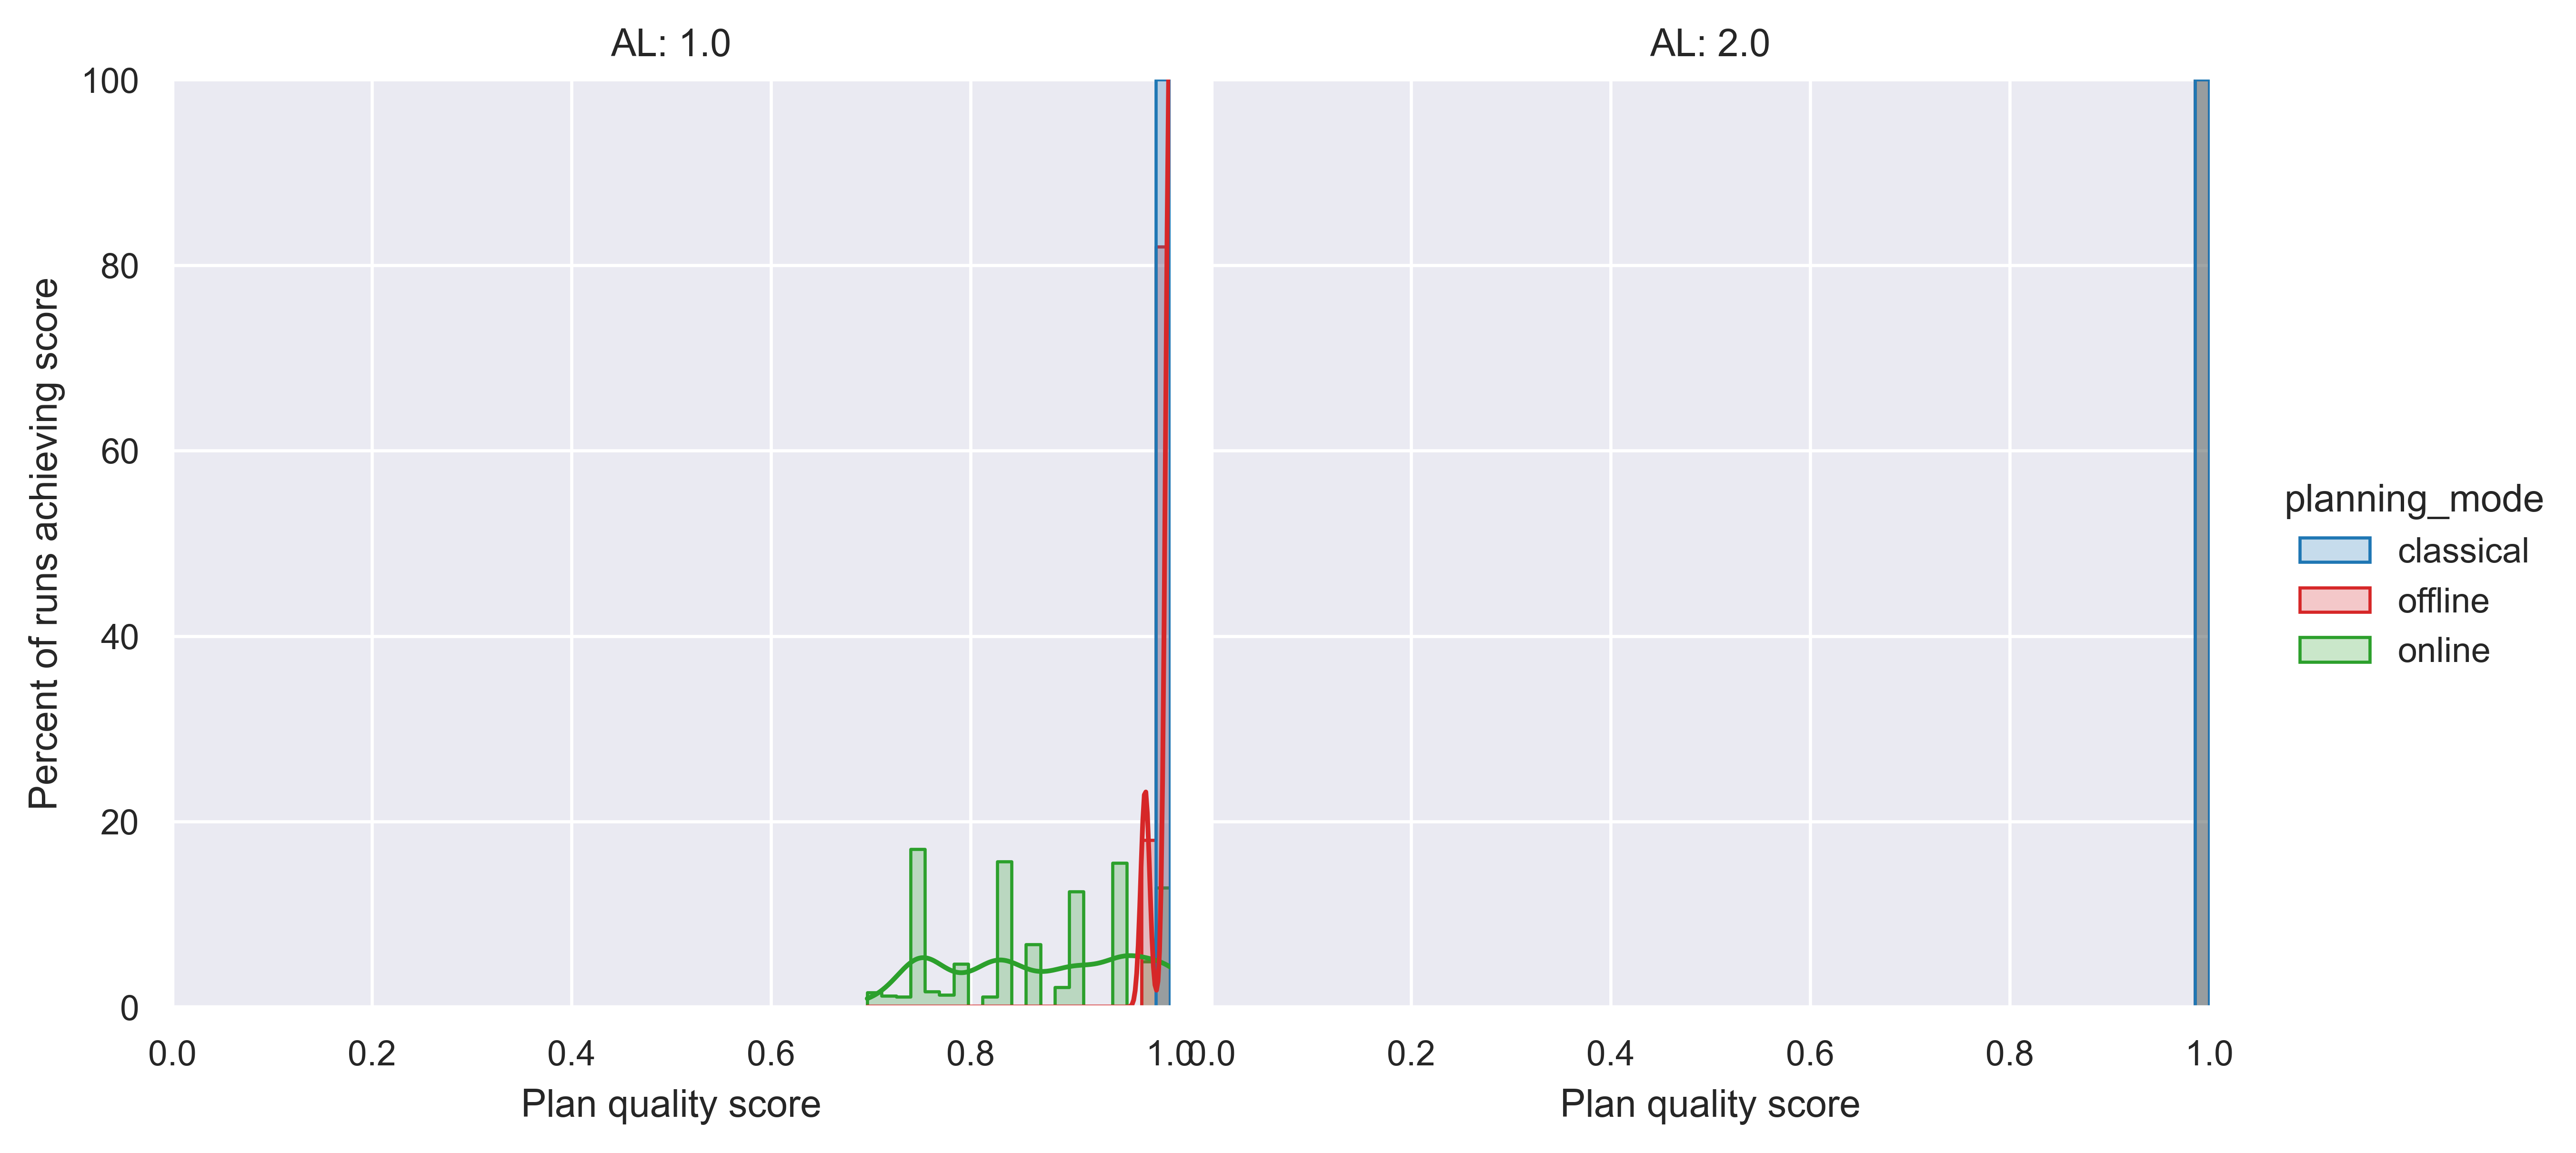 AL: 1.0
AL: 2.0
Percent of runs achieving score
100
80
60
40
20
0
0.0 0.2 0.4 0.6 0.8 1.0
0.0 0.2 0.4 0.6 0.8 1.0
Plan quality score
Plan quality score
planning_mode
classical
offline
online